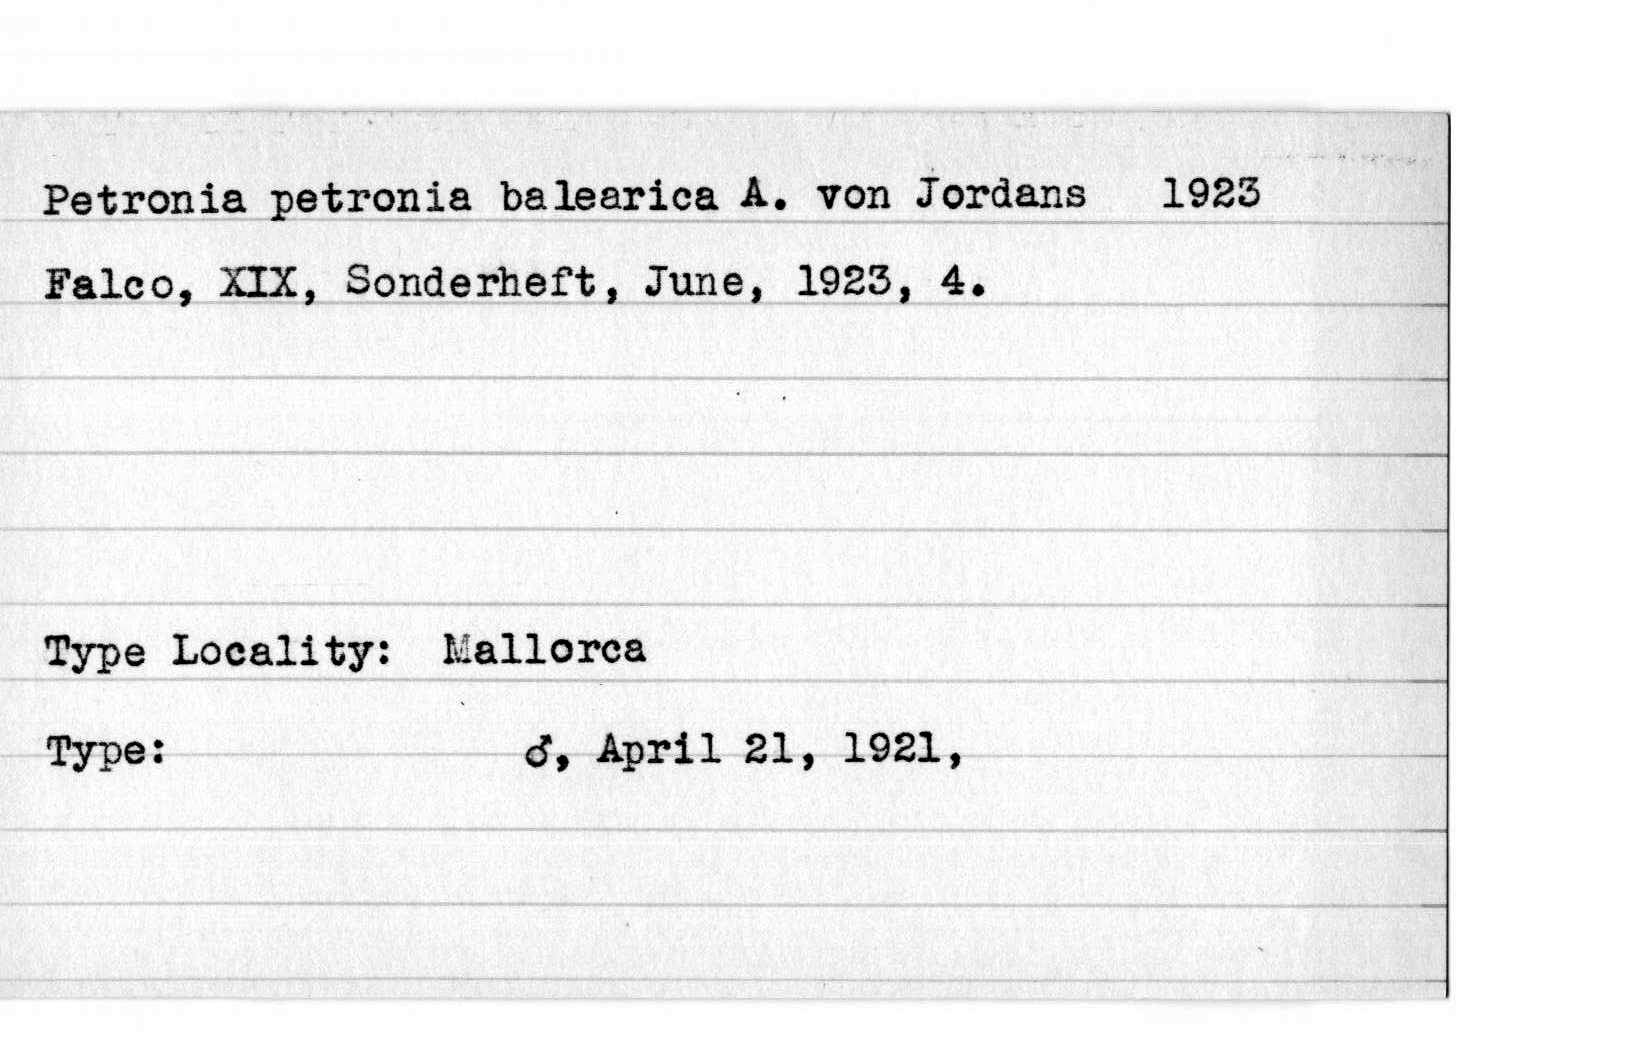 Petronia petronia balearica A. von Jordans 1923
Falco, XIX, Sonderheft, June, 1923, 4.
Type Locality: Mallorca
Type: ♂, April 21, 1921,